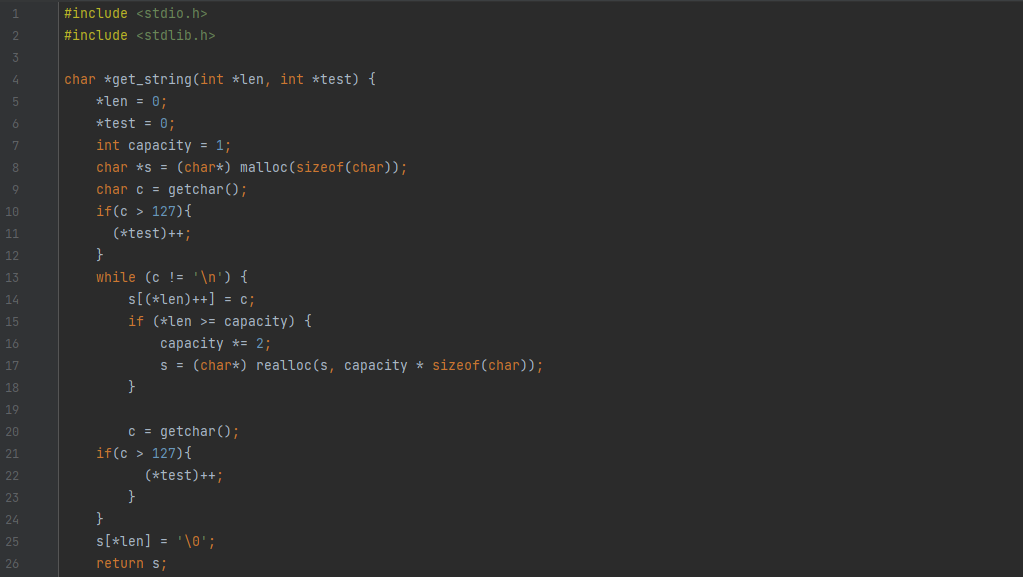 1 #include <stdio.h>
2 #include <stdlib.h>
3
4 char *get_string(int *len, int *test) {
5     *len = 0;
6     *test = 0;
7     int capacity = 1;
8     char *s = (char*) malloc(sizeof(char));
9     char c = getchar();
10     if(c > 127){
11       (*test)++;
12     }
13     while (c != '\n') {
14         s[(*len)++] = c;
15         if (*len >= capacity) {
16             capacity *= 2;
17             s = (char*) realloc(s, capacity * sizeof(char));
18         }
19
20         c = getchar();
21     if(c > 127){
22           (*test)++;
23         }
24     }
25     s[*len] = '\0';
26     return s;